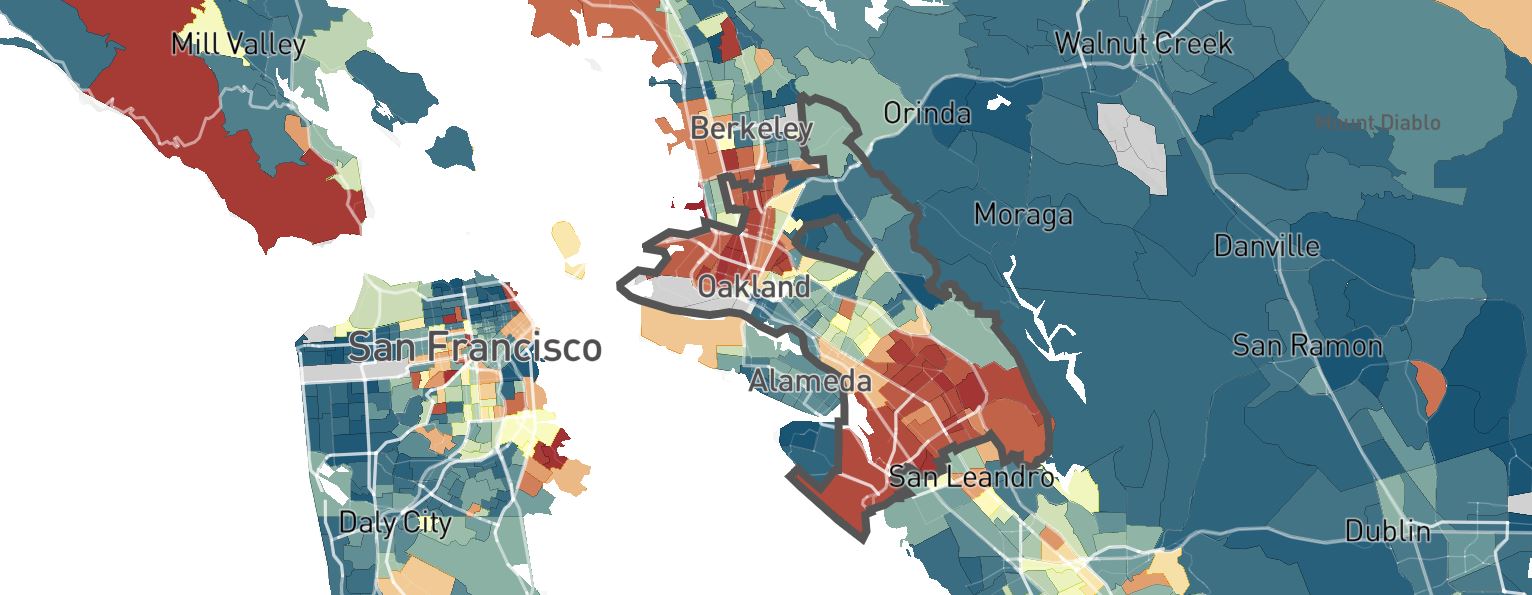 Mill Valley
Walnut Creek
Orinda
Berkeley
Mount Diablo
Moraga
Danville
Oakland
San Francisco
San Ramon
Alameda
San Leandro
Daly City
Dublin